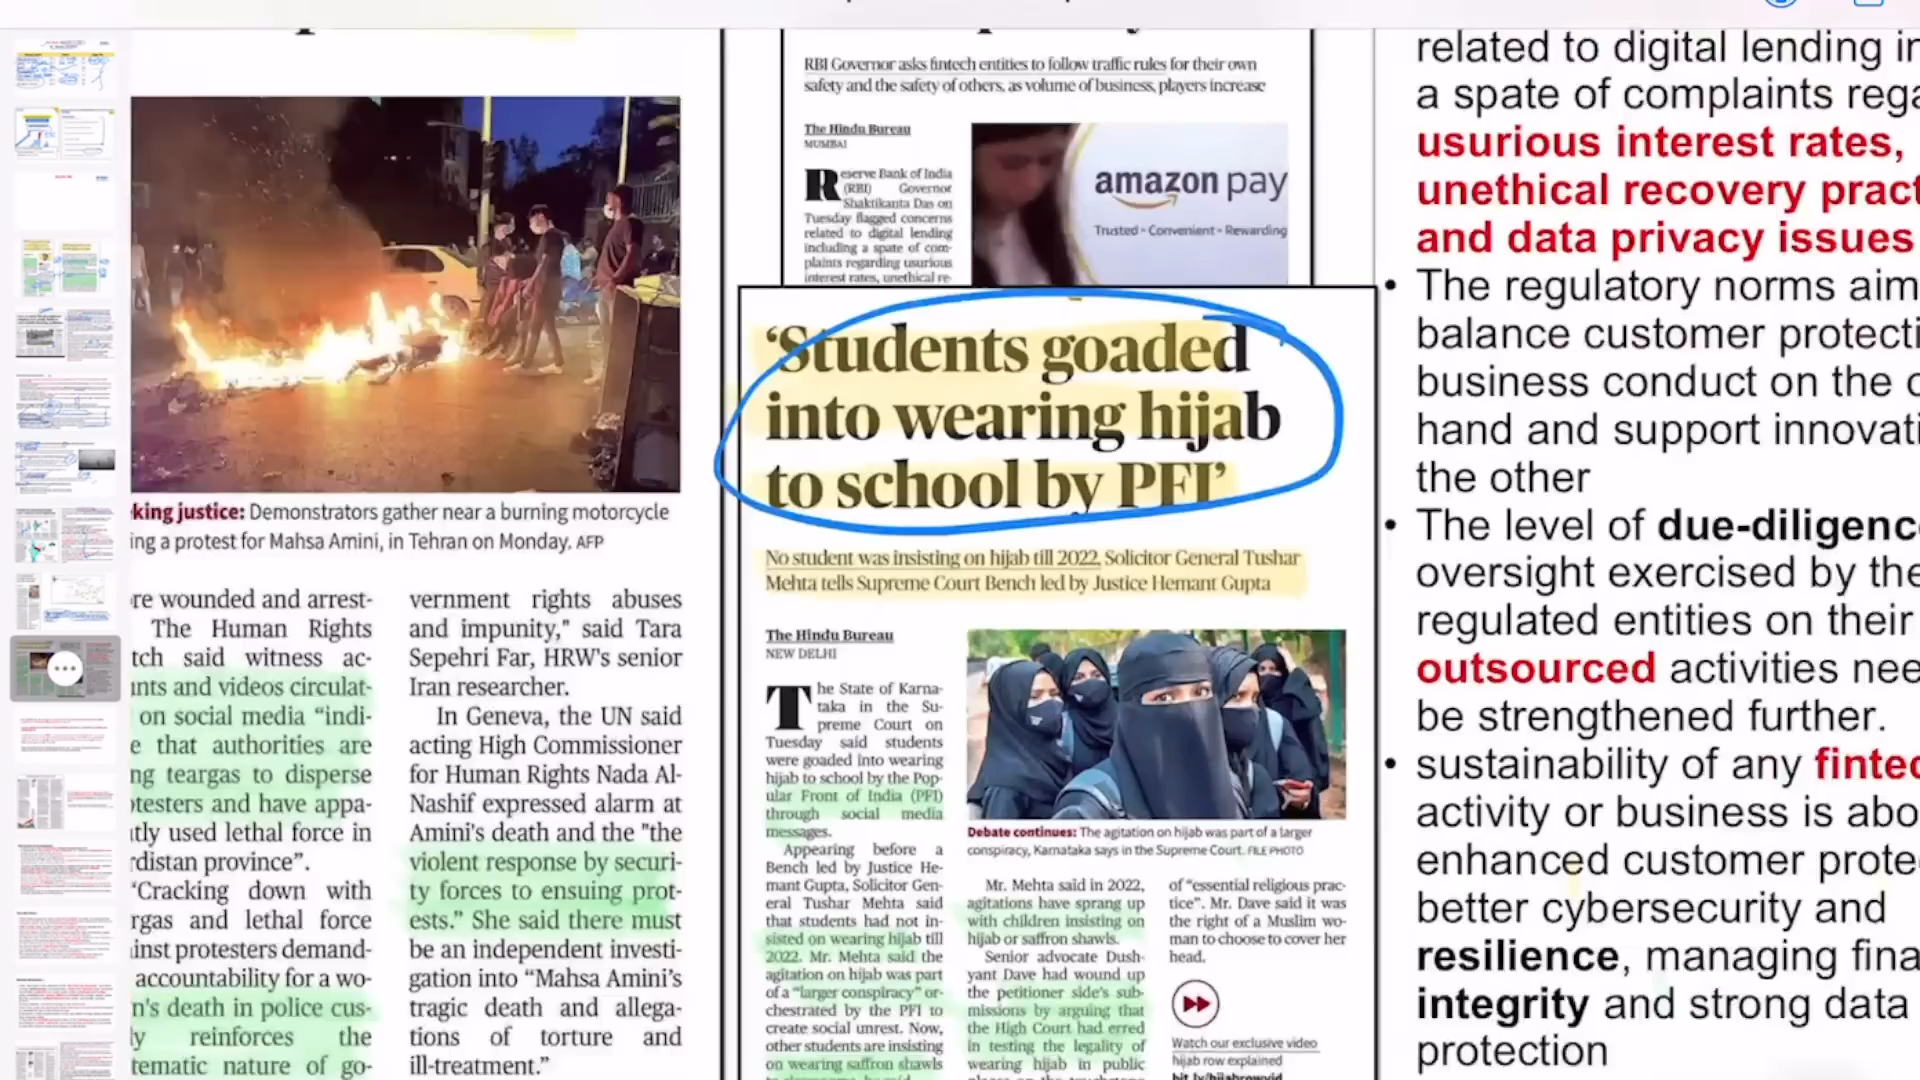 king justice: Demonstrators gather near a burning motorcycle
ing a protest for Mahsa Amini, in Tehran on Monday. AFP
re wounded and arrest-
The Human Rights
tch said witness ac-
nts and videos circulat-
on social media “indi-
e that authorities are
ng teargas to disperse
otesters and have appa-
tly used lethal force in
rdistan province”.
“Cracking down with
rgas and lethal force
inst protesters demand-
accountability for a wo-
n's death in police cus-
y reinforces the
tematic nature of go-
vernment rights abuses
and impunity," said Tara
Sepehri Far, HRW's senior
Iran researcher.
In Geneva, the UN said
acting High Commissioner
for Human Rights Nada Al-
Nashif expressed alarm at
Amini's death and the "the
violent response by securi-
ty forces to ensuing prot-
ests.” She said there must
be an independent investi-
gation into “Mahsa Amini’s
tragic death and allega-
tions of torture and
ill-treatment.”
RBI Governor asks fintech entities to follow traffic rules for their own
safety and the safety of others, as volume of business, players increase
The Hindu Bureau
MUMBAI
Reserve Bank of India
(RBI) Governor
Shaktikanta Das on
Tuesday flagged concerns
related to digital lending
including a spate of com-
plaints regarding usurious
interest rates, unethical re-
amazon pay
Trusted - Convenient - Rewarding
‘Students goaded
into wearing hijab
to school by PFI’
No student was insisting on hijab till 2022, Solicitor General Tushar
Mehta tells Supreme Court Bench led by Justice Hemant Gupta
The Hindu Bureau
NEW DELHI
The State of Karna-
taka in the Su-
preme Court on
Tuesday said students
were goaded into wearing
hijab to school by the Pop-
ular Front of India (PFI)
through social media
messages.
Appearing before a
Bench led by Justice He-
mant Gupta, Solicitor Gen-
eral Tushar Mehta said
that students had not in-
sisted on wearing hijab till
2022. Mr. Mehta said the
agitation on hijab was part
of a “larger conspiracy” or-
chestrated by the PFI to
create social unrest. Now,
other students are insisting
on wearing saffron shawls
Debate continues: The agitation on hijab was part of a larger
conspiracy, Karnataka says in the Supreme Court. FILE PHOTO
Mr. Mehta said in 2022,
agitations have sprang up
with children insisting on
hijab or saffron shawls.
Senior advocate Dush-
yant Dave had wound up
the petitioner side's sub-
missions by arguing that
the High Court had erred
in testing the legality of
wearing hijab in public
of “essential religious prac-
tice”. Mr. Dave said it was
the right of a Muslim wo-
man to choose to cover her
head.
Watch our exclusive video
hijab row explained
related to digital lending in
a spate of complaints rega
usurious interest rates,
unethical recovery pract
and data privacy issues
• The regulatory norms aim
balance customer protecti
business conduct on the o
hand and support innovati
the other
• The level of due-diligence
oversight exercised by the
regulated entities on their
outsourced activities nee
be strengthened further.
• sustainability of any fintec
activity or business is abo
enhanced customer prote
better cybersecurity and
resilience, managing fina
integrity and strong data
protection